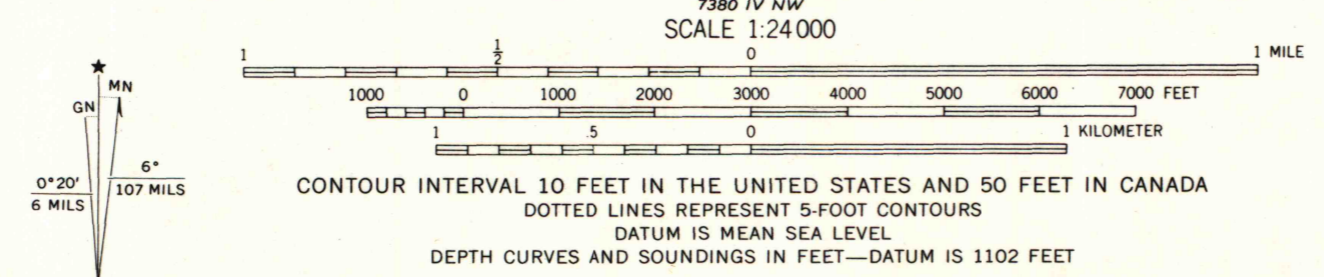 7380 IV NW
SCALE 1:24 000
1 ½ 0 1 MILE
1000 0 1000 2000 3000 4000 5000 6000 7000 FEET
1 .5 0 1 KILOMETER
★
MN
GN
0°20'
6 MILS
6°
107 MILS
CONTOUR INTERVAL 10 FEET IN THE UNITED STATES AND 50 FEET IN CANADA
DOTTED LINES REPRESENT 5-FOOT CONTOURS
DATUM IS MEAN SEA LEVEL
DEPTH CURVES AND SOUNDINGS IN FEET—DATUM IS 1102 FEET